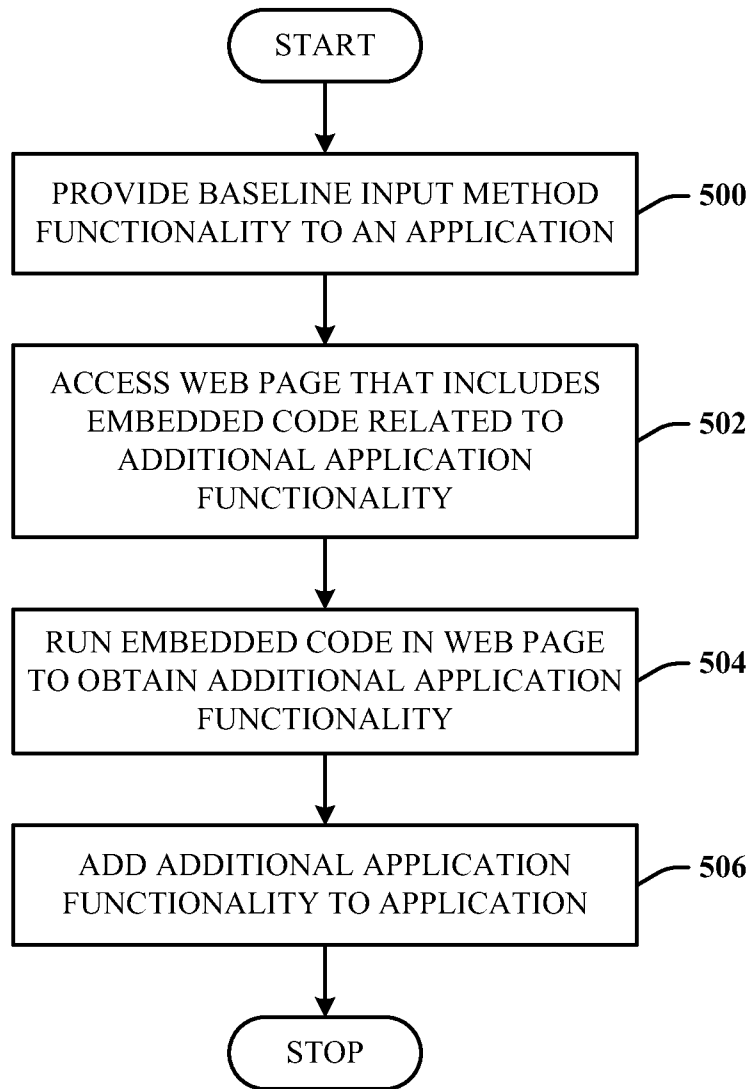 START
PROVIDE BASELINE INPUT METHOD
FUNCTIONALITY TO AN APPLICATION
500
ACCESS WEB PAGE THAT INCLUDES
EMBEDDED CODE RELATED TO
ADDITIONAL APPLICATION
FUNCTIONALITY
502
RUN EMBEDDED CODE IN WEB PAGE
TO OBTAIN ADDITIONAL APPLICATION
FUNCTIONALITY
504
ADD ADDITIONAL APPLICATION
FUNCTIONALITY TO APPLICATION
506
STOP